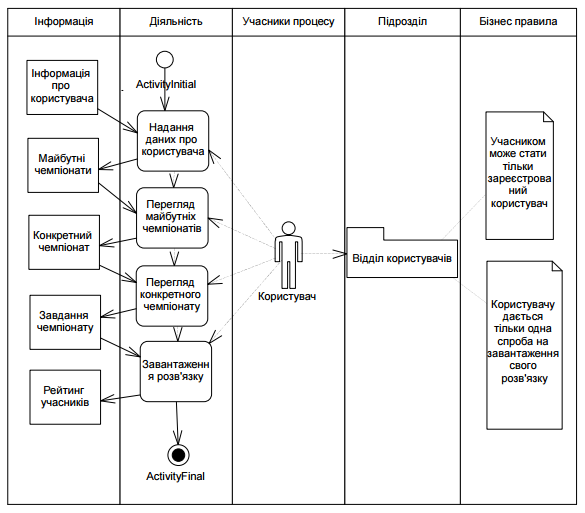 Інформація
Діяльність
Учасники процесу
Підрозділ
Бізнес правила
ActivityInitial
Інформація
про
користувача
Надання
даних про
користувача
Майбутні
чемпіонати
Перегляд
майбутніх
чемпіонатів
Конкретний
чемпіонат
Перегляд
конкретного
чемпіонату
Завдання
чемпіонату
Завантаженн
я розв'язку
Рейтинг
учасників
ActivityFinal
Користувач
Відділ користувачів
Учасником
може стати
тільки
зареєстрова
ний
користувач
Користувачу
дається
тільки одна
спроба на
завантаження
свого
розв'язку